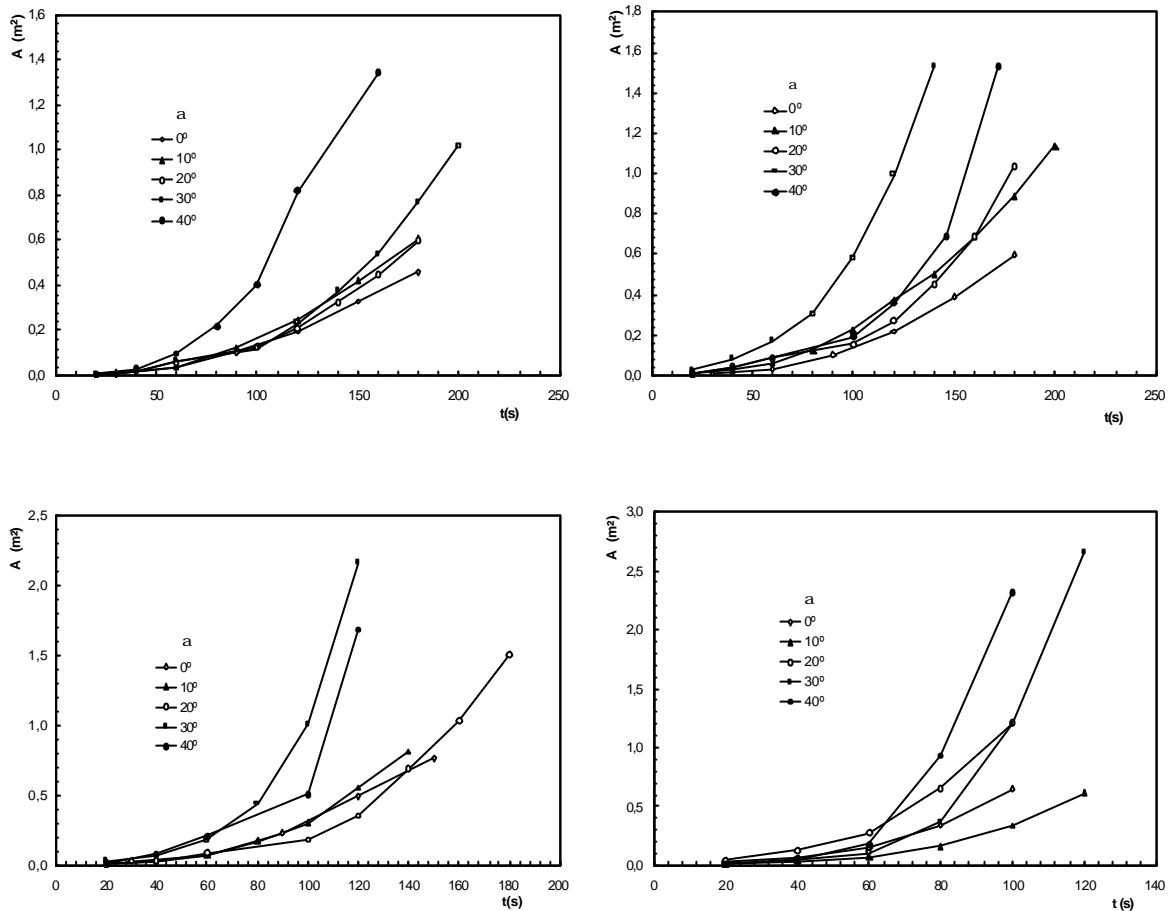 A (m²)
1,6
1,4
1,2
1,0
0,8
0,6
0,4
0,2
0,0
a
0º
10º
20º
30º
40º
0 50 100 150 200 250
t(s)
A (m²)
1,8
1,6
1,4
1,2
1,0
0,8
0,6
0,4
0,2
0,0
a
0º
10º
20º
30º
40º
0 50 100 150 200 250
t(s)
A (m²)
2,5
2,0
1,5
1,0
0,5
0,0
a
0º
10º
20º
30º
40º
0 20 40 60 80 100 120 140 160 180 200
t(s)
A (m²)
3,0
2,5
2,0
1,5
1,0
0,5
0,0
a
0º
10º
20º
30º
40º
0 20 40 60 80 100 120 140
t (s)